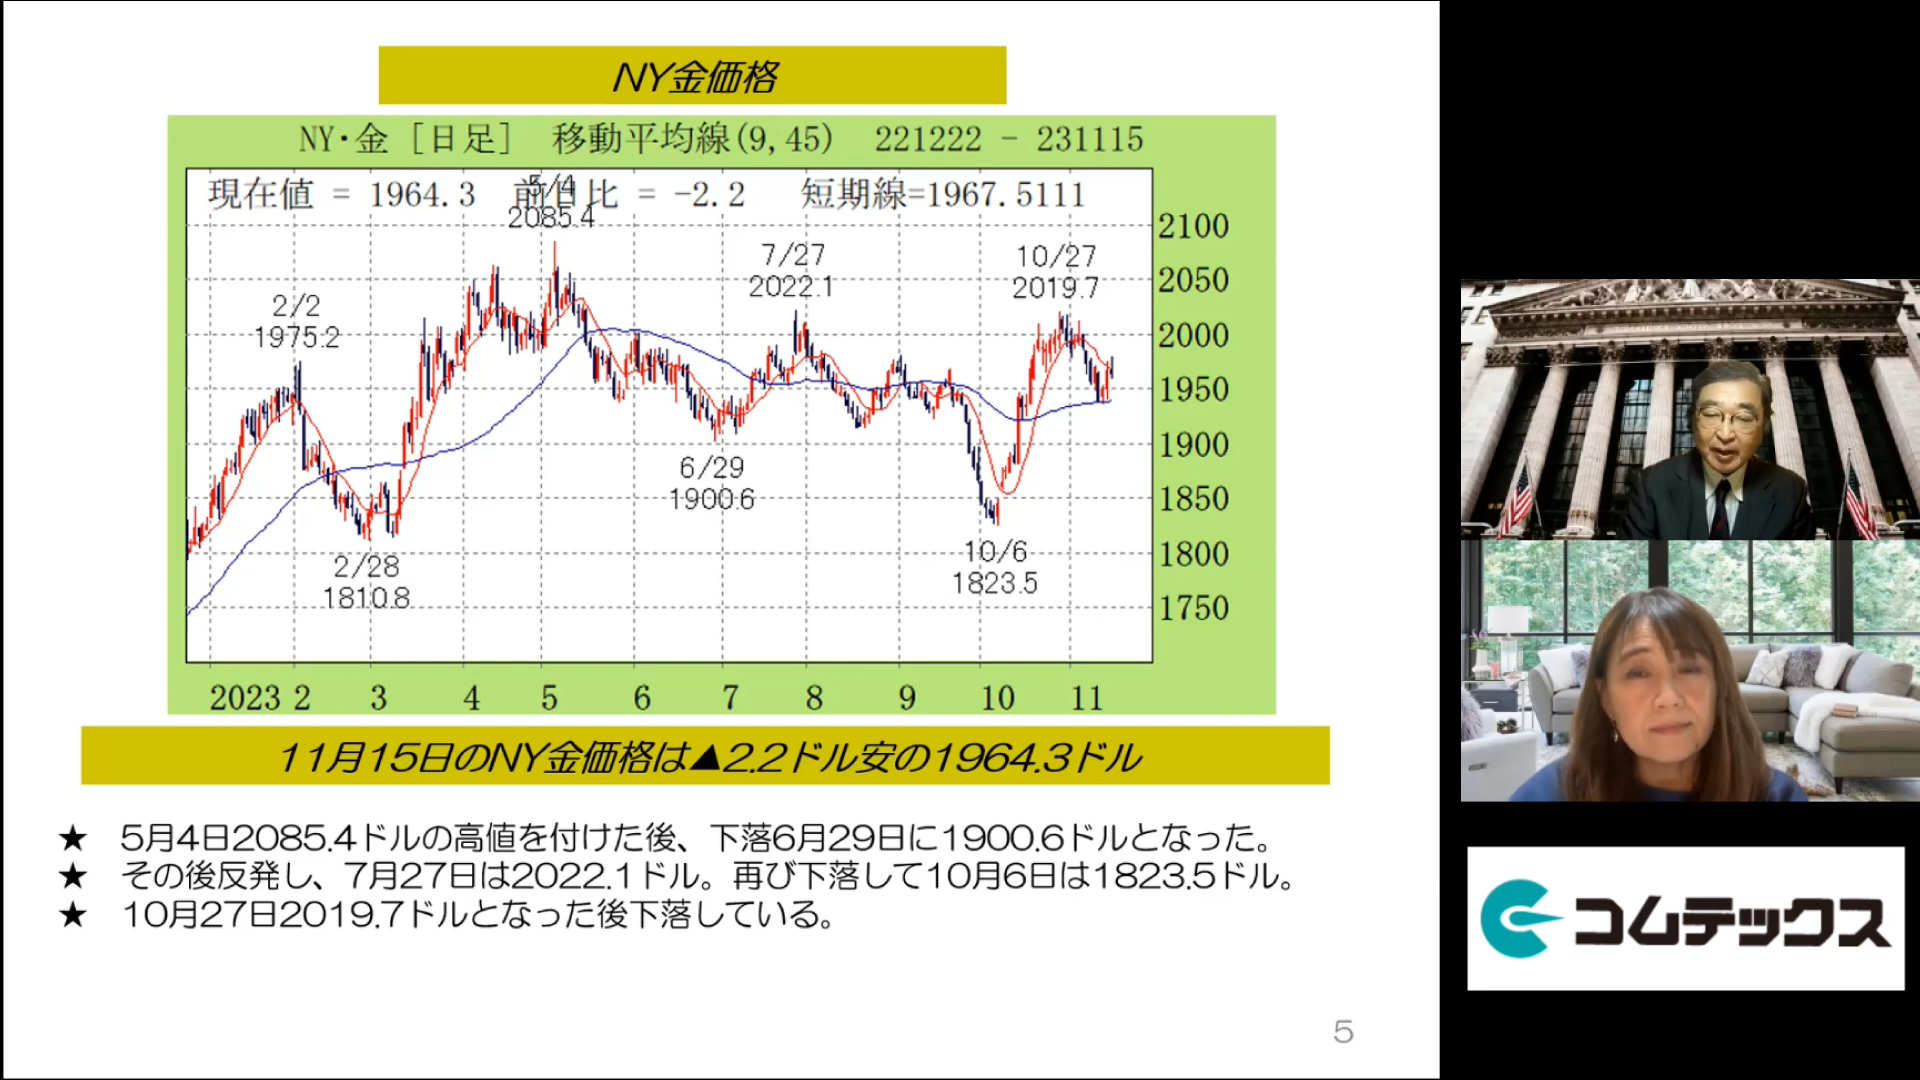 NY金価格
NY・金 [日足] 移動平均線(9,45) 221222 - 231115
現在値 = 1964.3 前日比 = -2.2 短期線=1967.5111
5/4
2085.4
2100
7/27
2022.1
10/27
2019.7
2050
2/2
1975.2
2000
1950
1900
6/29
1900.6
1850
2/28
1810.8
10/6
1823.5
1800
1750
2023 2 3 4 5 6 7 8 9 10 11
11月15日のNY金価格は▲2.2ドル安の1964.3ドル
★ 5月4日2085.4ドルの高値を付けた後、下落6月29日に1900.6ドルとなった。
★ その後反発し、7月27日は2022.1ドル。再び下落して10月6日は1823.5ドル。
★ 10月27日2019.7ドルとなった後下落している。
5
コムテックス